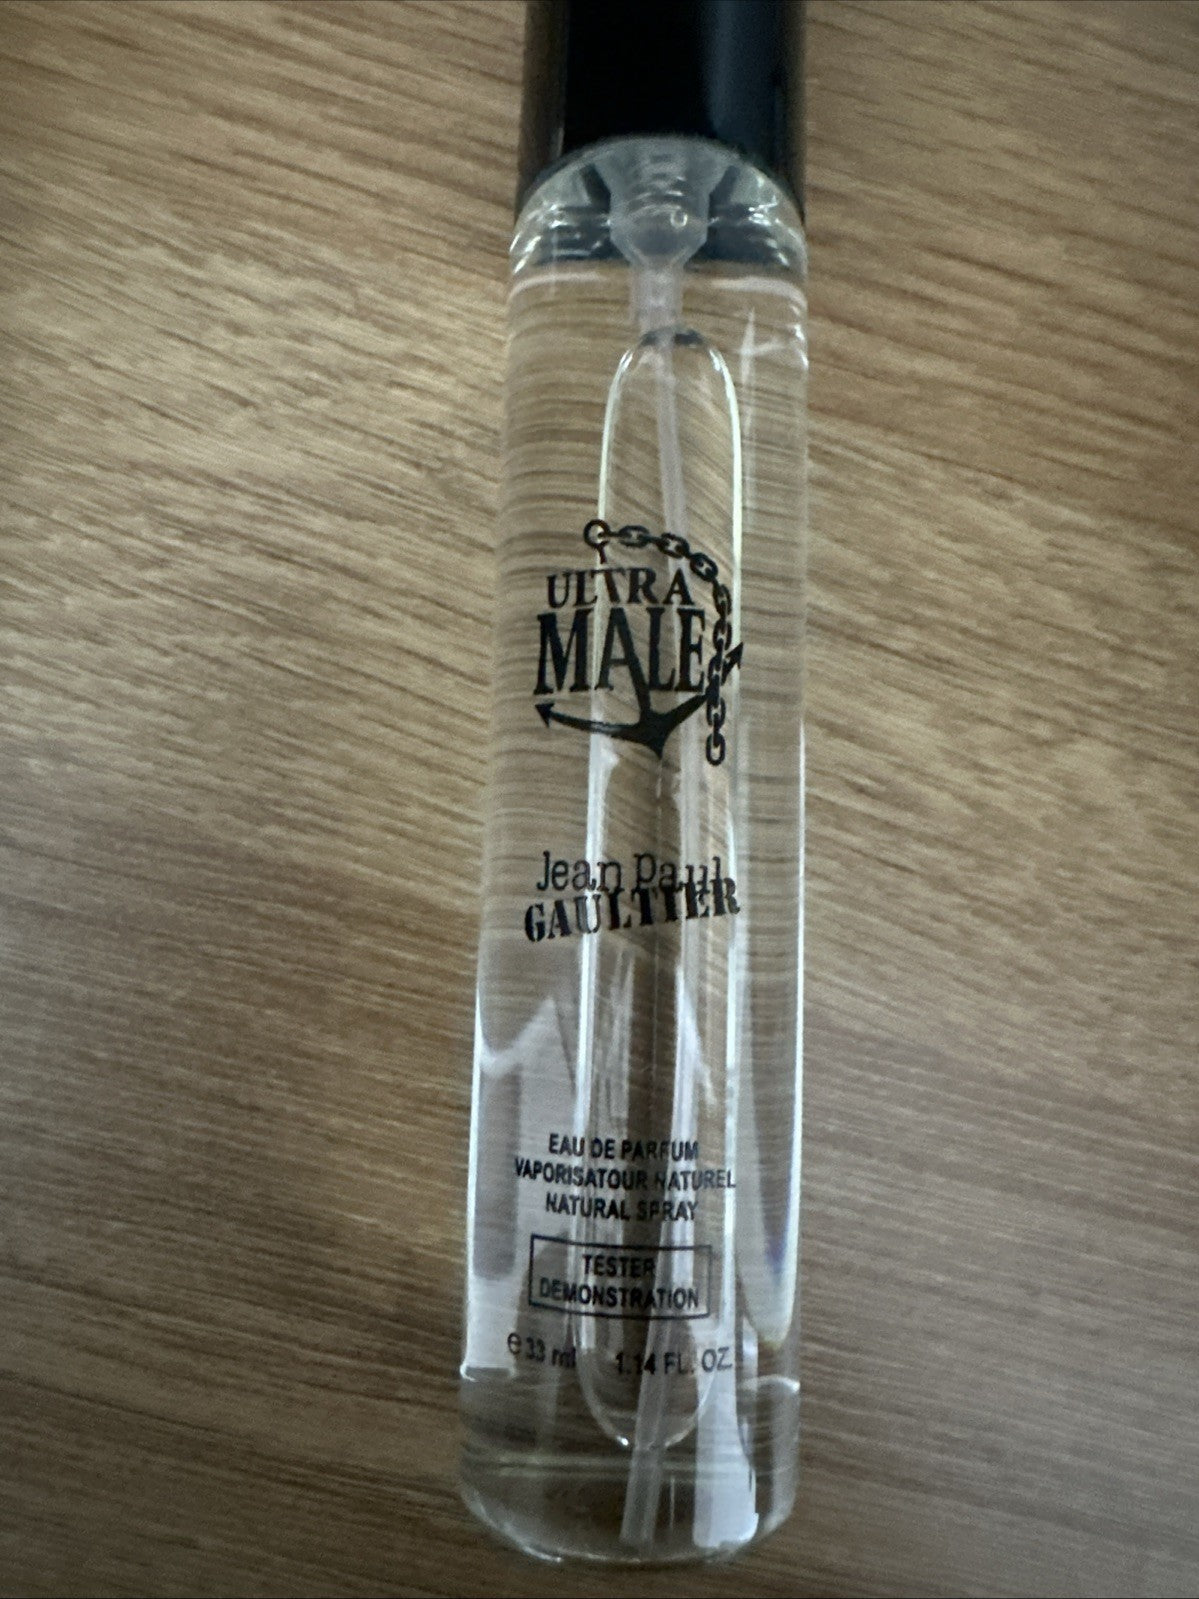 ULTRA
MALE
Jean Paul
GAULTIER
EAU DE PARFUM
VAPORISATOUR NATUREL
NATURAL SPRAY
TESTER
DEMONSTRATION
e 33 ml 1.14 FL. OZ